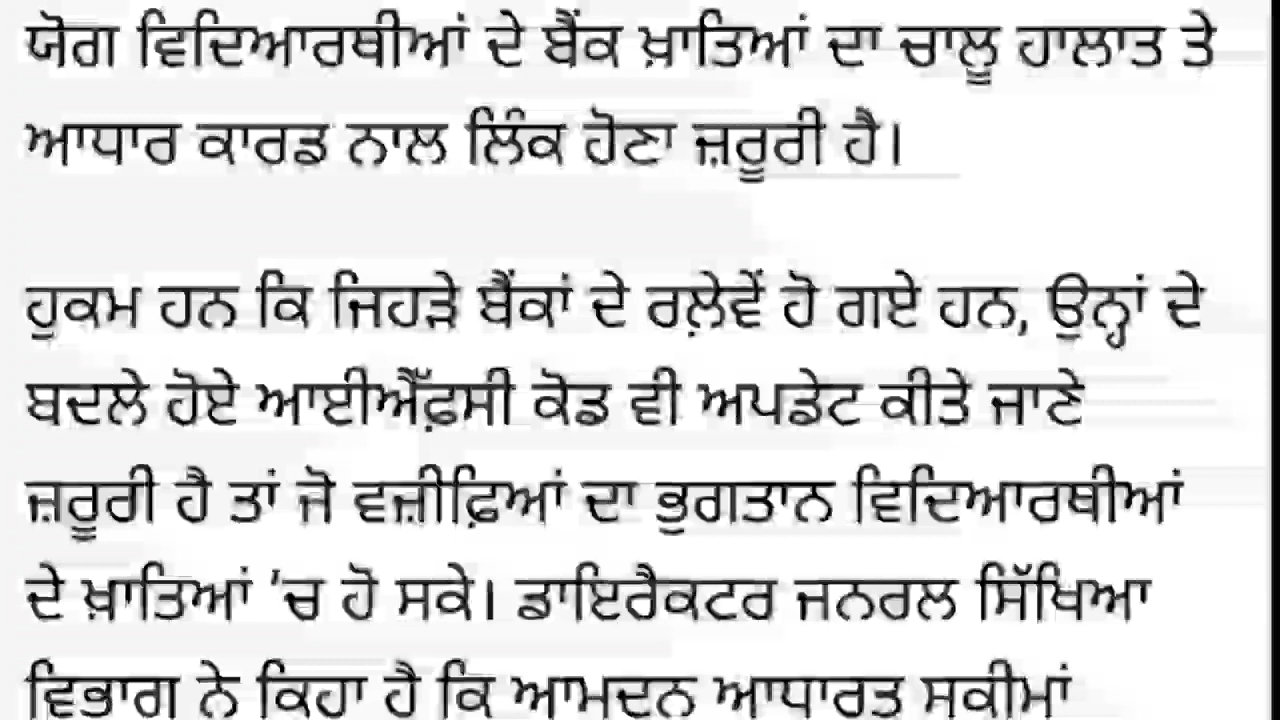 ਯੋਗ ਵਿਦਿਆਰਥੀਆਂ ਦੇ ਬੈਂਕ ਖ਼ਾਤਿਆਂ ਦਾ ਚਾਲੂ ਹਾਲਾਤ ਤੇ
ਆਧਾਰ ਕਾਰਡ ਨਾਲ ਲਿੰਕ ਹੋਣਾ ਜ਼ਰੂਰੀ ਹੈ।
ਹੁਕਮ ਹਨ ਕਿ ਜਿਹੜੇ ਬੈਂਕਾਂ ਦੇ ਰਲ਼ੇਵੇਂ ਹੋ ਗਏ ਹਨ, ਉਨ੍ਹਾਂ ਦੇ
ਬਦਲੇ ਹੋਏ ਆਈਐੱਫ਼ਸੀ ਕੋਡ ਵੀ ਅਪਡੇਟ ਕੀਤੇ ਜਾਣੇ
ਜ਼ਰੂਰੀ ਹੈ ਤਾਂ ਜੋ ਵਜ਼ੀਫ਼ਿਆਂ ਦਾ ਭੁਗਤਾਨ ਵਿਦਿਆਰਥੀਆਂ
ਦੇ ਖ਼ਾਤਿਆਂ 'ਚ ਹੋ ਸਕੇ। ਡਾਇਰੈਕਟਰ ਜਨਰਲ ਸਿੱਖਿਆ
ਵਿਭਾਗ ਨੇ ਕਿਹਾ ਹੈ ਕਿ ਆਮਦਨ ਆਧਾਰਤ ਸਕੀਮਾਂ